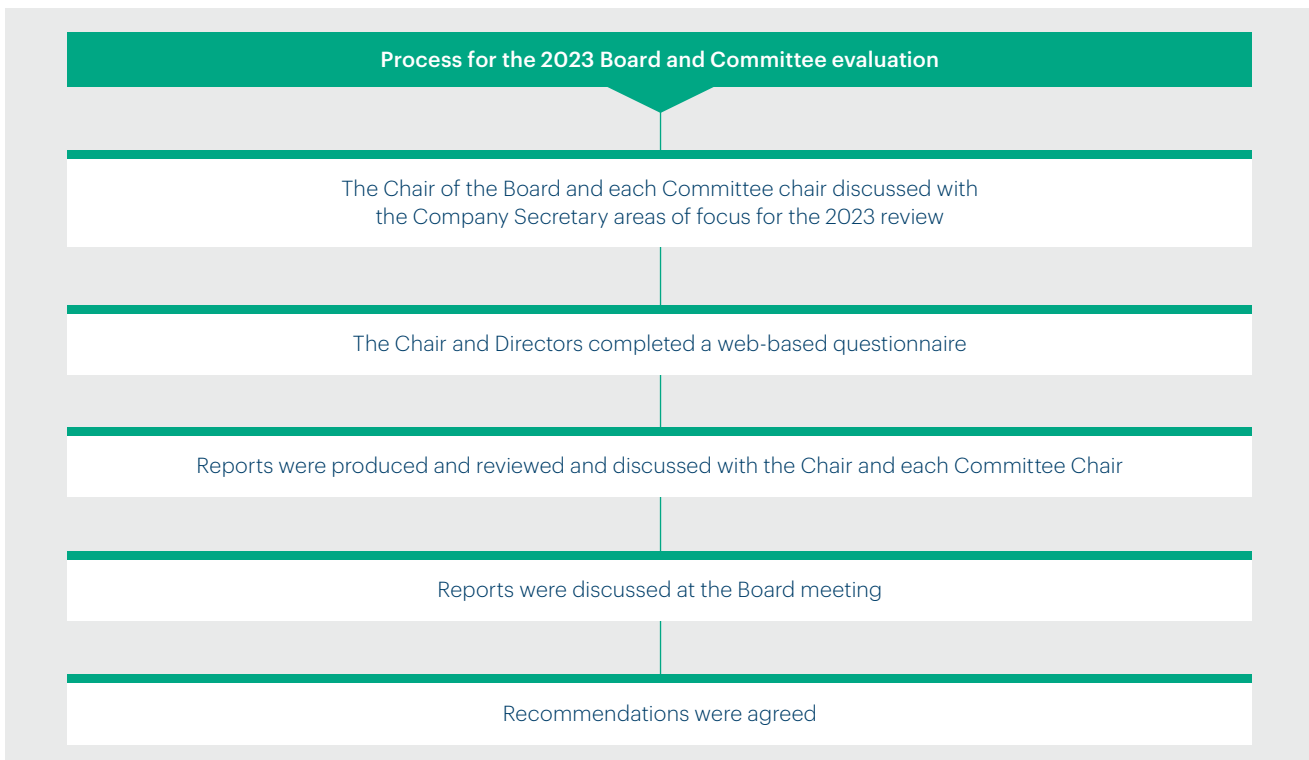 Process for the 2023 Board and Committee evaluation
The Chair of the Board and each Committee chair discussed with
the Company Secretary areas of focus for the 2023 review
The Chair and Directors completed a web-based questionnaire
Reports were produced and reviewed and discussed with the Chair and each Committee Chair
Reports were discussed at the Board meeting
Recommendations were agreed